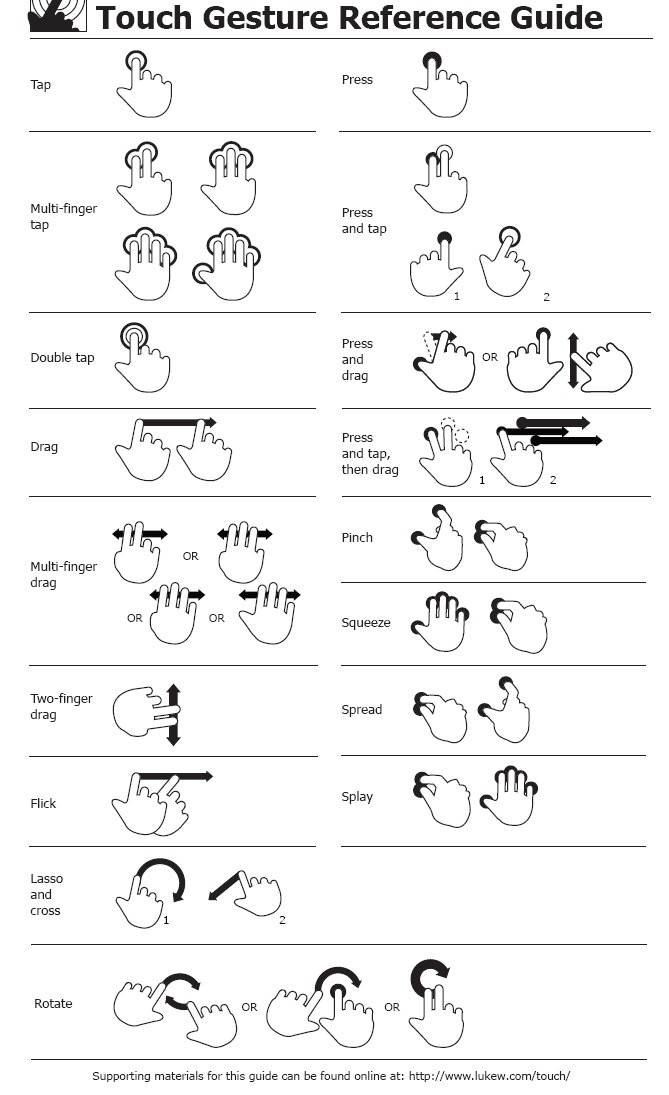 Touch Gesture Reference Guide
Tap
Press
Multi-finger
tap
Press
and tap
1
2
Double tap
Press
and
drag
OR
Drag
Press
and tap,
then drag
1
2
Multi-finger
drag
OR
OR
OR
Pinch
Squeeze
Two-finger
drag
Spread
Flick
Splay
Lasso
and
cross
1
2
Rotate
OR
OR
Supporting materials for this guide can be found online at: http://www.lukew.com/touch/